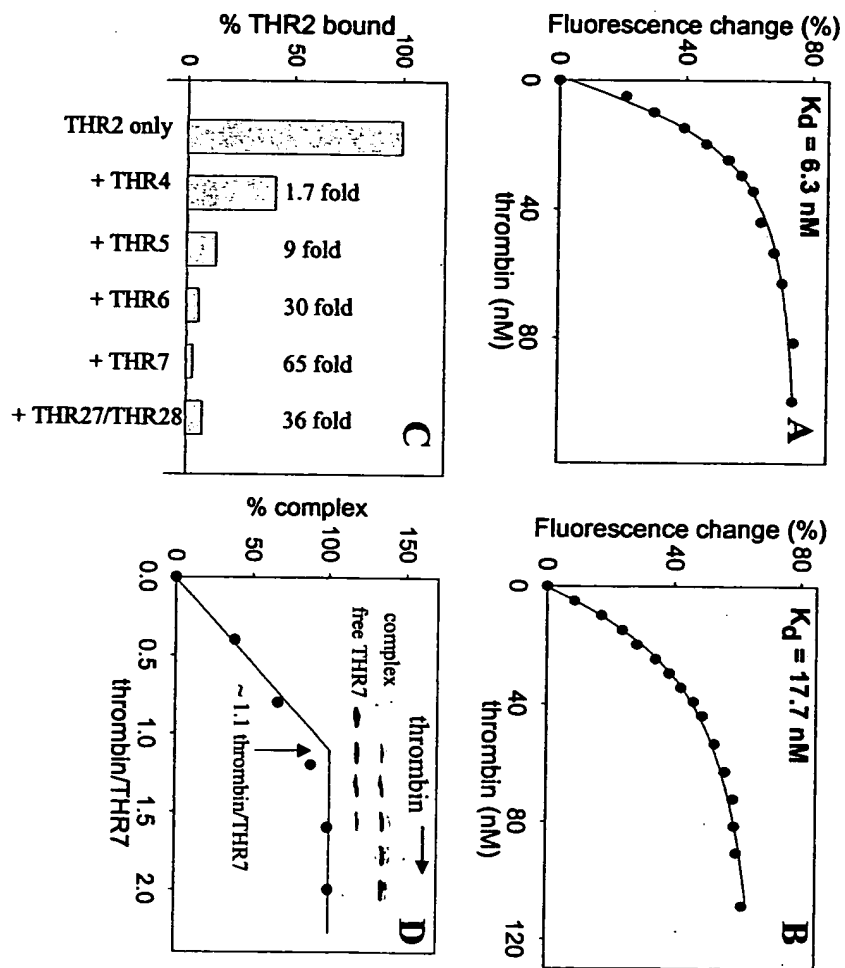 Fluorescence change (%)
80
40
0
Kd = 6.3 nM
A
0
40
80
thrombin (nM)
Fluorescence change (%)
80
40
0
Kd = 17.7 nM
B
0
40
80
120
thrombin (nM)
% THR2 bound
100
50
0
C
1.7 fold
9 fold
30 fold
65 fold
36 fold
THR2 only
+ THR4
+ THR5
+ THR6
+ THR7
+ THR27/THR28
% complex
150
100
50
0
D
thrombin
complex
free THR7
~ 1.1 thrombin/THR7
0.0
0.5
1.0
1.5
2.0
thrombin/THR7